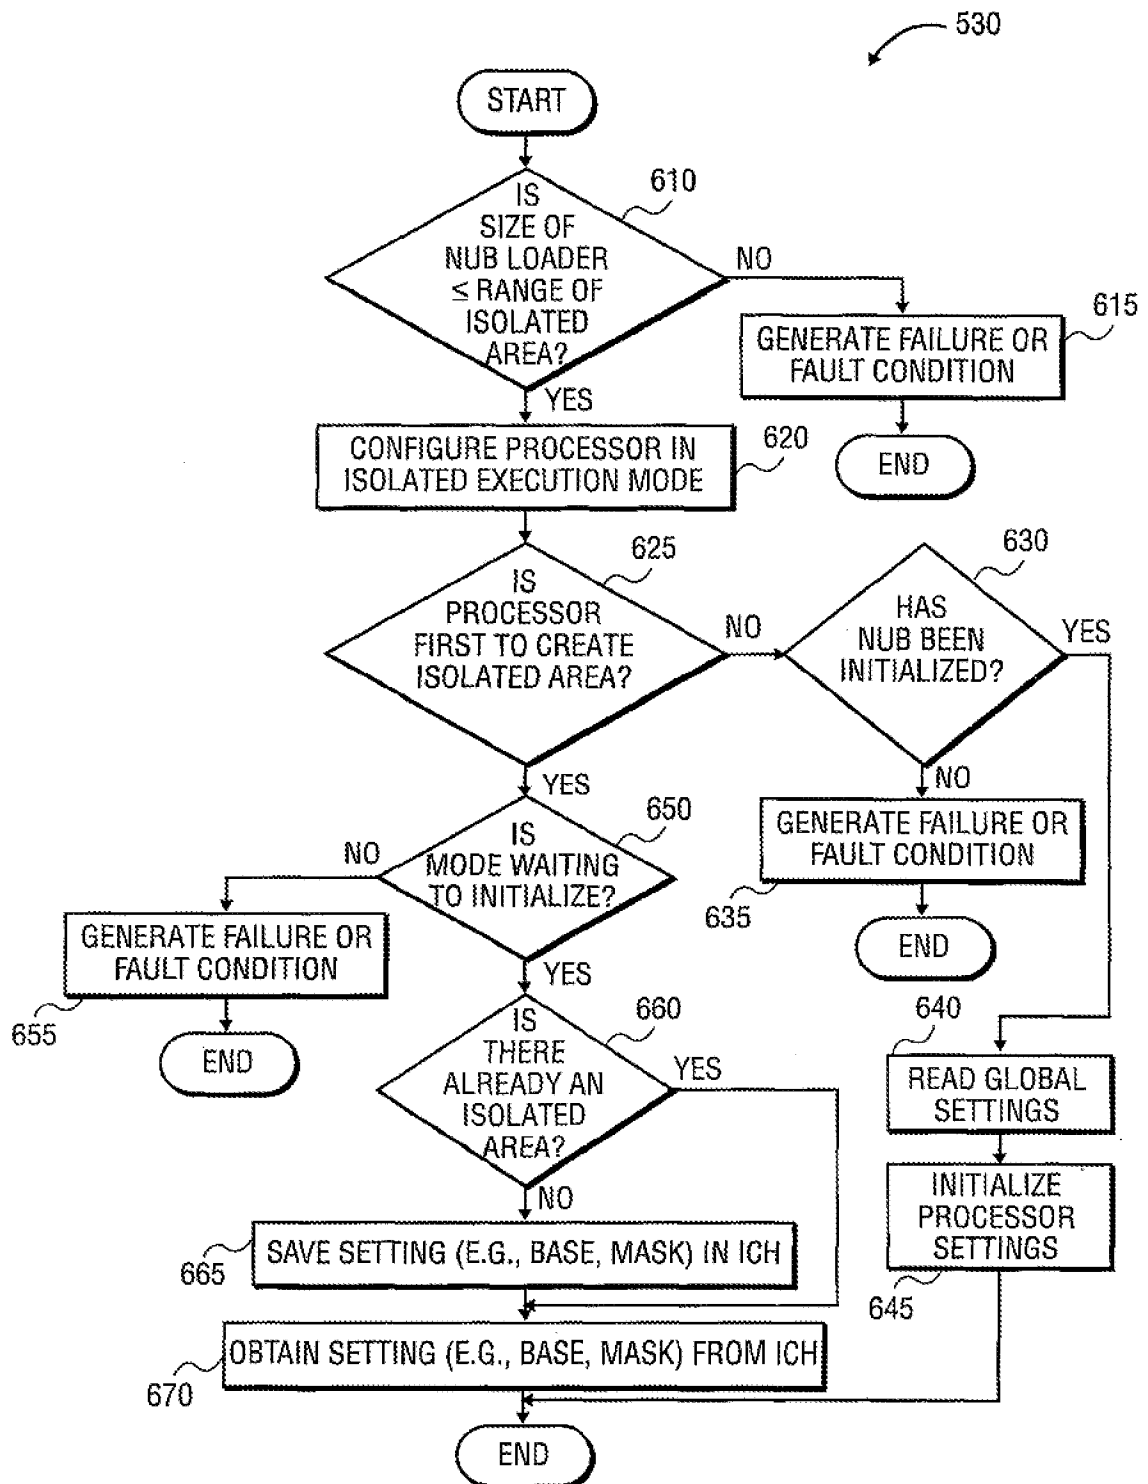 530
START
610
IS
SIZE OF
NUB LOADER
≤ RANGE OF
ISOLATED
AREA?
NO
615
GENERATE FAILURE OR
FAULT CONDITION
END
YES
620
CONFIGURE PROCESSOR IN
ISOLATED EXECUTION MODE
625
IS
PROCESSOR
FIRST TO CREATE
ISOLATED AREA?
NO
630
HAS
NUB BEEN
INITIALIZED?
YES
NO
GENERATE FAILURE OR
FAULT CONDITION
635
END
YES
650
IS
MODE WAITING
TO INITIALIZE?
NO
GENERATE FAILURE OR
FAULT CONDITION
655
END
YES
660
IS
THERE
ALREADY AN
ISOLATED
AREA?
YES
640
READ GLOBAL
SETTINGS
INITIALIZE
PROCESSOR
SETTINGS
645
NO
SAVE SETTING (E.G., BASE, MASK) IN ICH
665
OBTAIN SETTING (E.G., BASE, MASK) FROM ICH
670
END